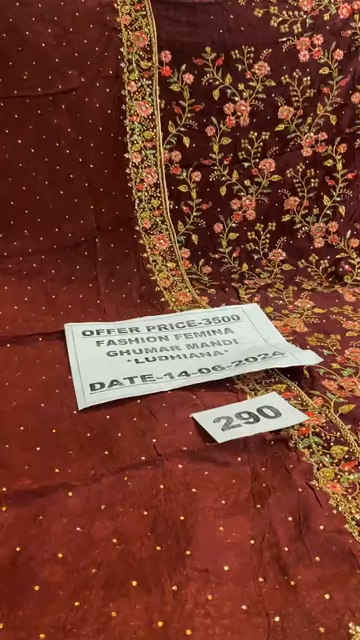 OFFER PRICE-3500
FASHION FEMINA
GHUMAR MANDI
*LUDHIANA*
DATE-14-06-2024
290